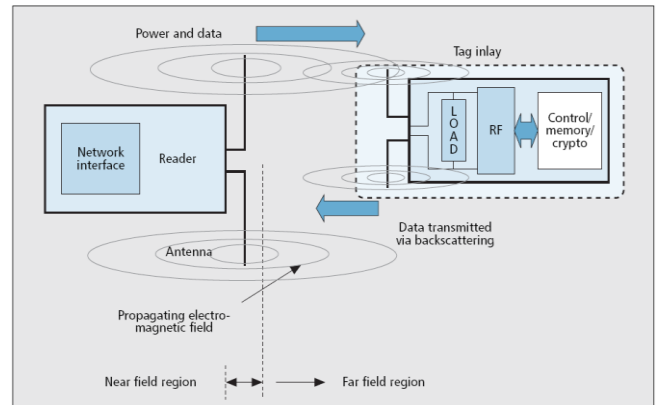 Power and data
Tag inlay
Network
interface
Reader
L
O
A
D
RF
Control/
memory/
crypto
Data transmitted
via backscattering
Antenna
Propagating electro-
magnetic field
Near field region
Far field region